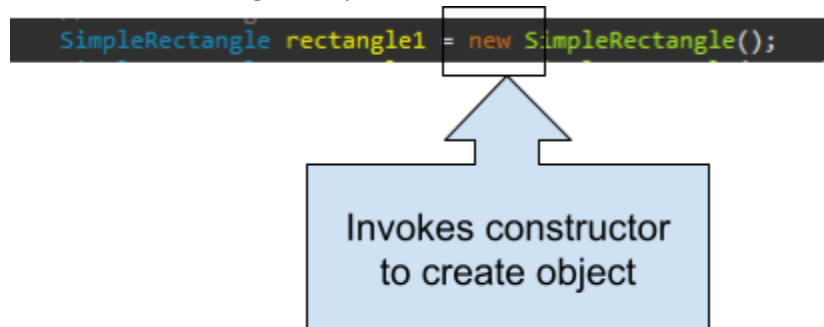 SimpleRectangle rectangle1 = new SimpleRectangle();
Invokes constructor
to create object